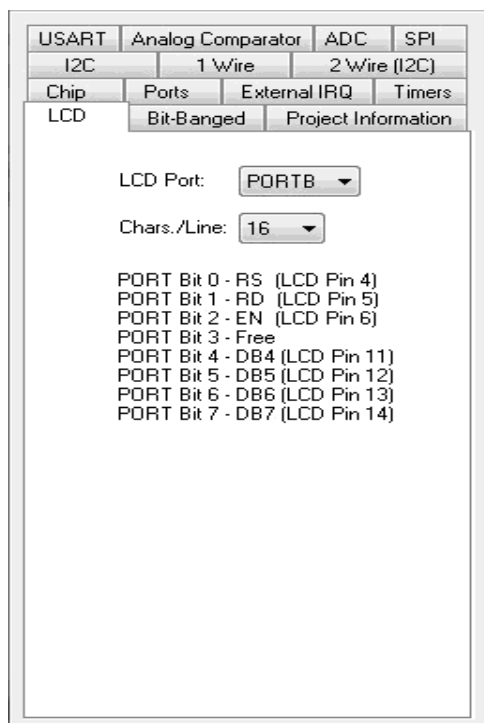 USART Analog Comparator ADC SPI
I2C 1 Wire 2 Wire (I2C)
Chip Ports External IRQ Timers
LCD Bit-Banged Project Information
LCD Port: PORTB
Chars./Line: 16
PORT Bit 0 - RS (LCD Pin 4)
PORT Bit 1 - RD (LCD Pin 5)
PORT Bit 2 - EN (LCD Pin 6)
PORT Bit 3 - Free
PORT Bit 4 - DB4 (LCD Pin 11)
PORT Bit 5 - DB5 (LCD Pin 12)
PORT Bit 6 - DB6 (LCD Pin 13)
PORT Bit 7 - DB7 (LCD Pin 14)